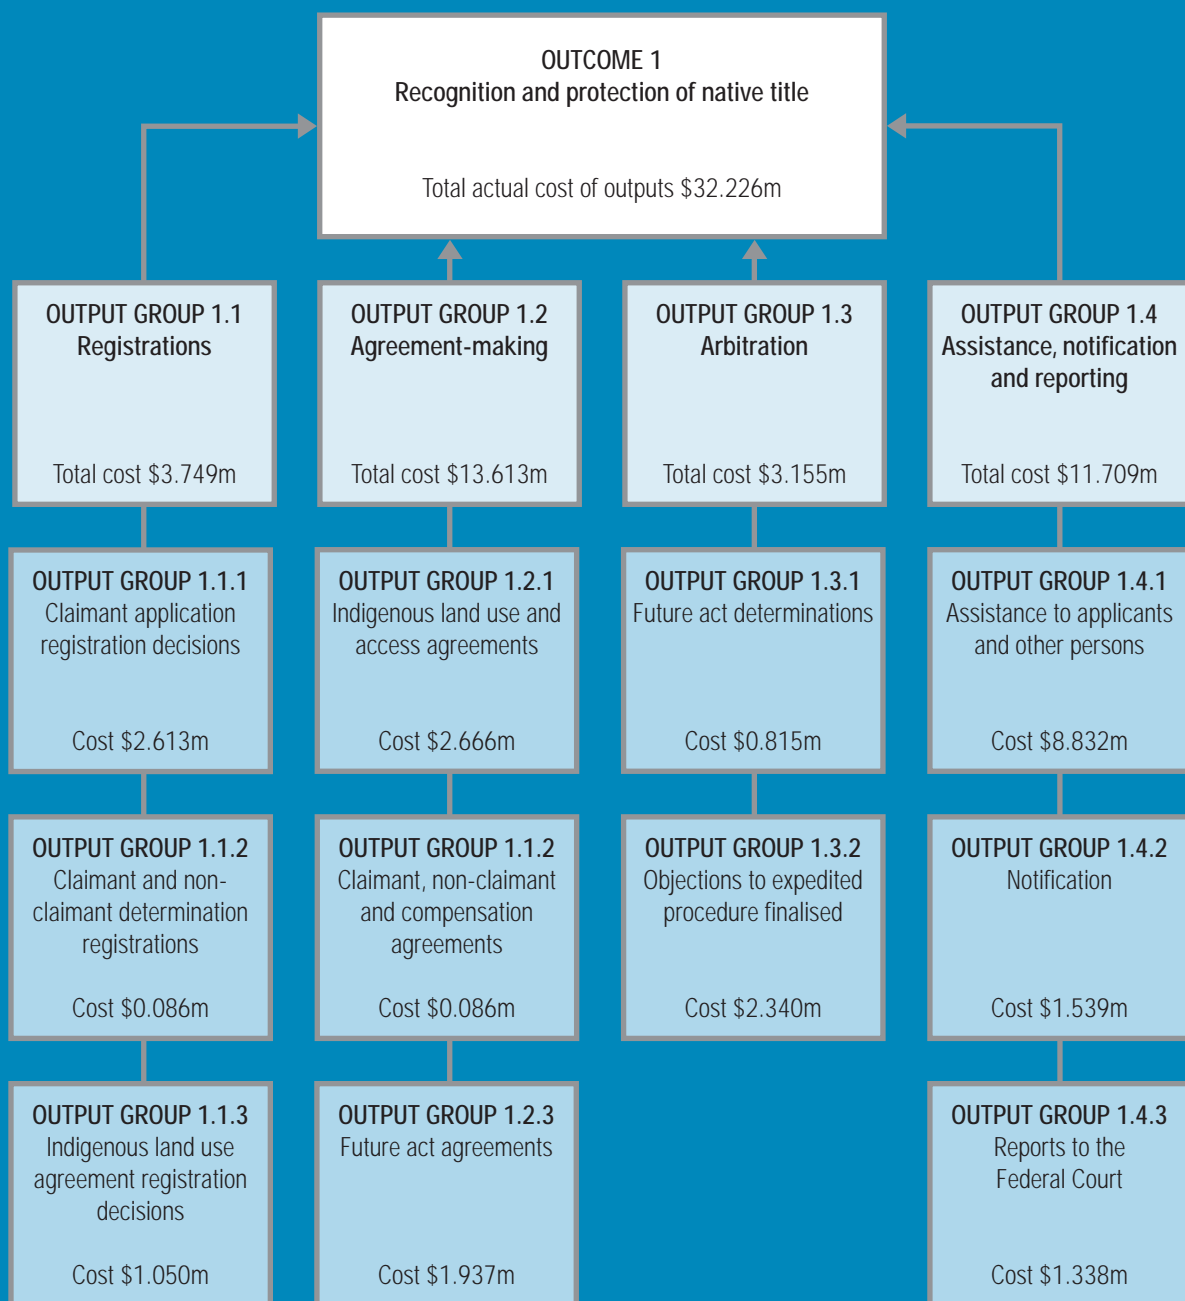 OUTCOME 1
Recognition and protection of native title
Total actual cost of outputs $32.226m
OUTPUT GROUP 1.1
Registrations
Total cost $3.749m
OUTPUT GROUP 1.2
Agreement-making
Total cost $13.613m
OUTPUT GROUP 1.3
Arbitration
Total cost $3.155m
OUTPUT GROUP 1.4
Assistance, notification
and reporting
Total cost $11.709m
OUTPUT GROUP 1.1.1
Claimant application
registration decisions
Cost $2.613m
OUTPUT GROUP 1.2.1
Indigenous land use and
access agreements
Cost $2.666m
OUTPUT GROUP 1.3.1
Future act determinations
Cost $0.815m
OUTPUT GROUP 1.4.1
Assistance to applicants
and other persons
Cost $8.832m
OUTPUT GROUP 1.1.2
Claimant and non-
claimant determination
registrations
Cost $0.086m
OUTPUT GROUP 1.1.2
Claimant, non-claimant
and compensation
agreements
Cost $0.086m
OUTPUT GROUP 1.3.2
Objections to expedited
procedure finalised
Cost $2.340m
OUTPUT GROUP 1.4.2
Notification
Cost $1.539m
OUTPUT GROUP 1.1.3
Indigenous land use
agreement registration
decisions
Cost $1.050m
OUTPUT GROUP 1.2.3
Future act agreements
Cost $1.937m
OUTPUT GROUP 1.4.3
Reports to the
Federal Court
Cost $1.338m